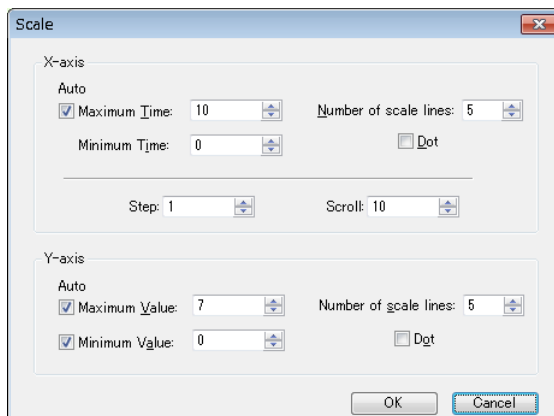 Scale
X-axis
Auto
Maximum Time: 10 Number of scale lines: 5
Minimum Time: 0 Dot
Step: 1 Scroll: 10
Y-axis
Auto
Maximum Value: 7 Number of scale lines: 5
Minimum Value: 0 Dot
OK Cancel